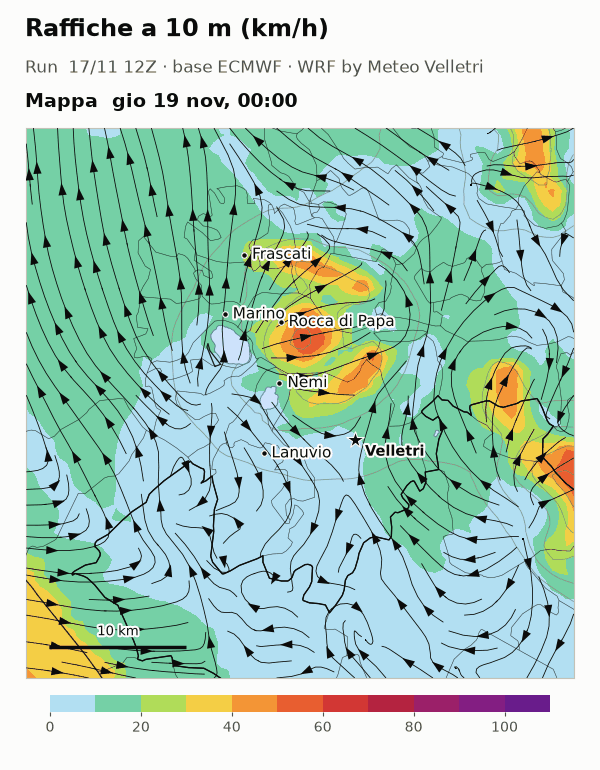 Raffiche a 10 m (km/h)
Run  17/11 12Z · base ECMWF · WRF by Meteo Velletri
Mappa  gio 19 nov, 00:00
Frascati
Marino
Rocca di Papa
Nemi
Velletri
Lanuvio
10 km
0 20 40 60 80 100